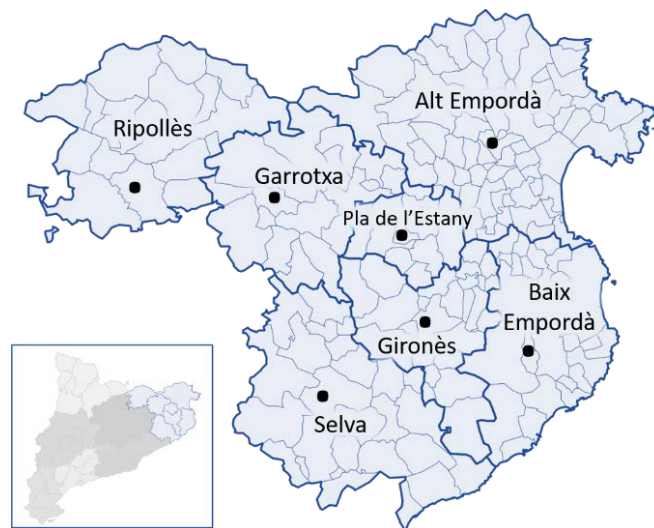 Alt Empordà
Ripollès
Garrotxa
Pla de l'Estany
Baix
Empordà
Gironès
Selva